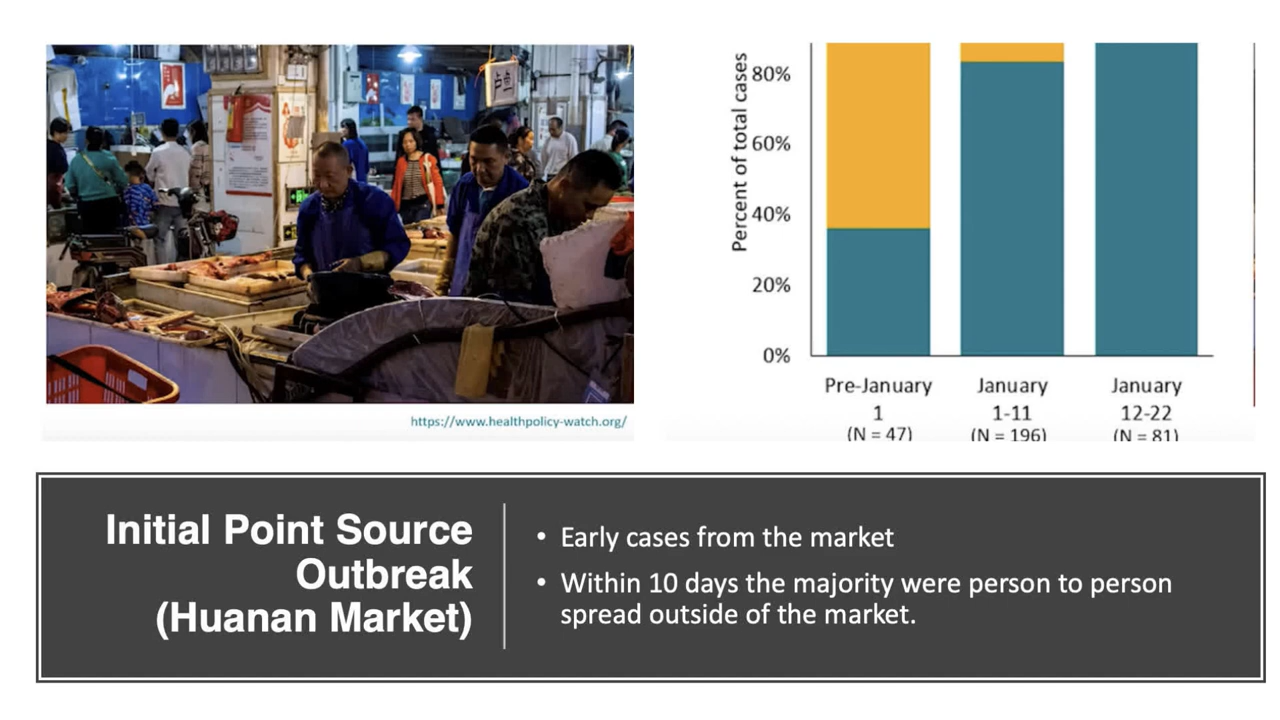 卢鱼
https://www.healthpolicy-watch.org/
Percent of total cases
80%
60%
40%
20%
0%
Pre-January
1
(N = 47)
January
1-11
(N = 196)
January
12-22
(N = 81)
Initial Point Source
Outbreak
(Huanan Market)
• Early cases from the market
• Within 10 days the majority were person to person
spread outside of the market.